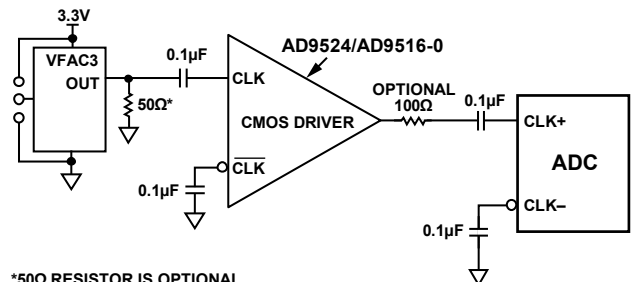 3.3V
VFAC3
OUT
0.1µF
50Ω*
CLK
CLK
0.1µF
CMOS DRIVER
AD9524/AD9516-0
OPTIONAL
100Ω
0.1µF
CLK+
ADC
CLK–
0.1µF
*50Ω RESISTOR IS OPTIONAL